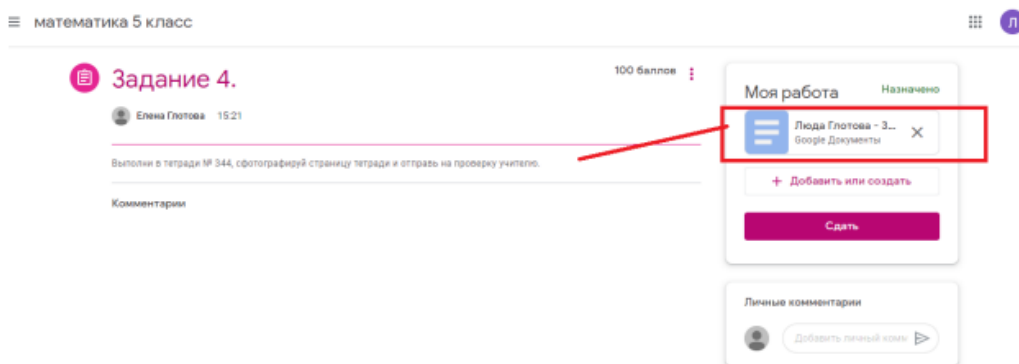 математика 5 класс
Л
Задание 4.
100 баллов
Елена Глотова 15:21
Выполни в тетради № 344, сфотографируй страницу тетради и отправь на проверку учителю.
Комментарии
Моя работа
Назначено
Люда Глотова - З...
Google Документы
+ Добавить или создать
Сдать
Личные комментарии
Добавить личный комм